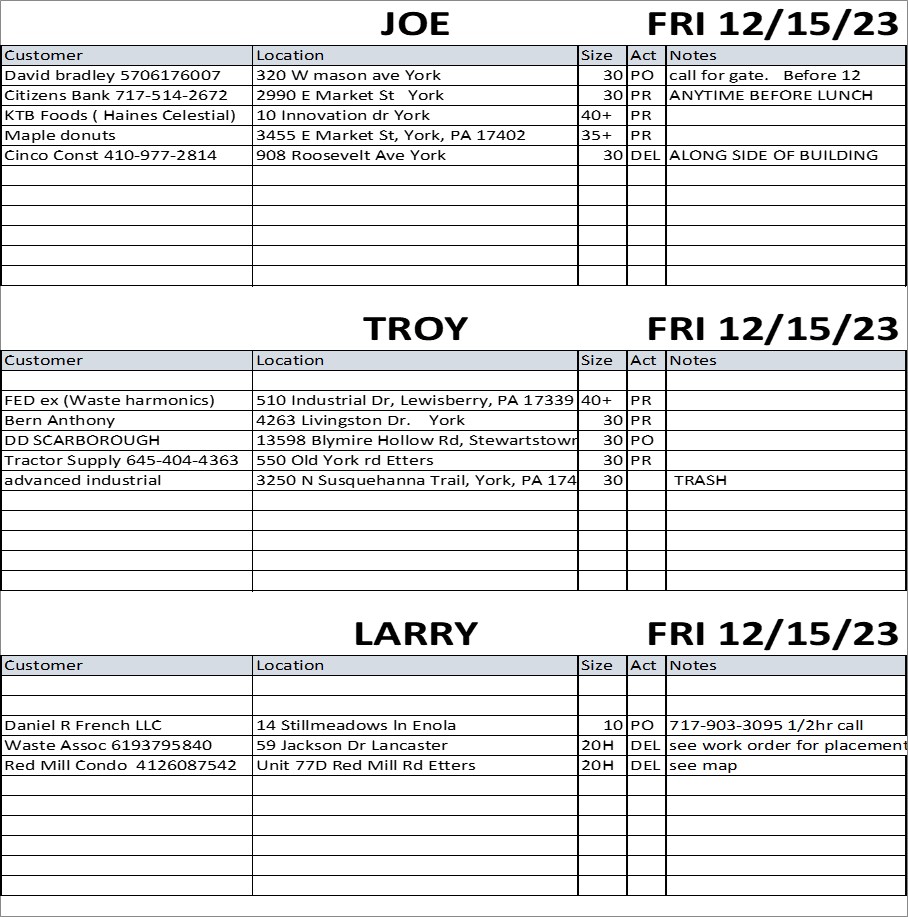 JOE FRI 12/15/23
Customer Location Size Act Notes
David bradley 5706176007 320 W mason ave York 30 PO call for gate. Before 12
Citizens Bank 717-514-2672 2990 E Market St York 30 PR ANYTIME BEFORE LUNCH
KTB Foods ( Haines Celestial) 10 Innovation dr York 40+ PR
Maple donuts 3455 E Market St, York, PA 17402 35+ PR
Cinco Const 410-977-2814 908 Roosevelt Ave York 30 DEL ALONG SIDE OF BUILDING
TROY FRI 12/15/23
Customer Location Size Act Notes
FED ex (Waste harmonics) 510 Industrial Dr, Lewisberry, PA 17339 40+ PR
Bern Anthony 4263 Livingston Dr. York 30 PR
DD SCARBOROUGH 13598 Blymire Hollow Rd, Stewartstown 30 PO
Tractor Supply 645-404-4363 550 Old York rd Etters 30 PR
advanced industrial 3250 N Susquehanna Trail, York, PA 174 30 TRASH
LARRY FRI 12/15/23
Customer Location Size Act Notes
Daniel R French LLC 14 Stillmeadows ln Enola 10 PO 717-903-3095 1/2hr call
Waste Assoc 6193795840 59 Jackson Dr Lancaster 20H DEL see work order for placement
Red Mill Condo 4126087542 Unit 77D Red Mill Rd Etters 20H DEL see map